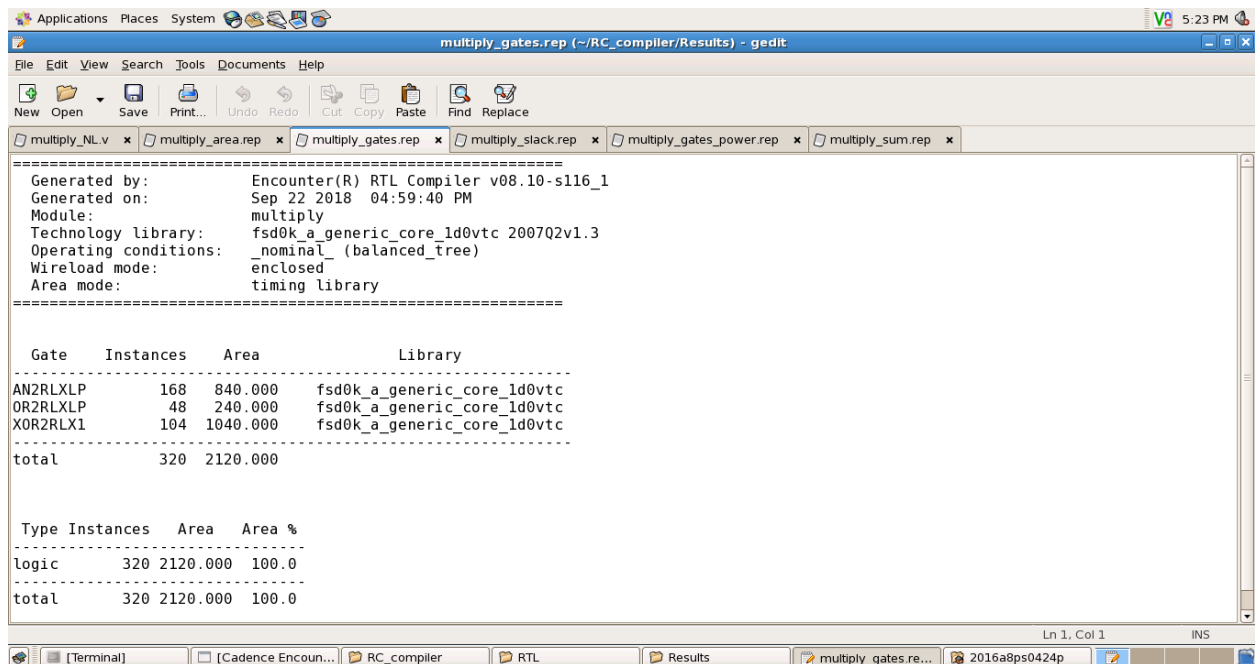 Applications Places System 5:23 PM
multiply_gates.rep (~/RC_compiler/Results) - gedit
File Edit View Search Tools Documents Help
New Open Save Print... Undo Redo Cut Copy Paste Find Replace
multiply_NL.v x multiply_area.rep x multiply_gates.rep x multiply_slack.rep x multiply_gates_power.rep x multiply_sum.rep x
============================================================
Generated by: Encounter(R) RTL Compiler v08.10-s116_1
Generated on: Sep 22 2018 04:59:40 PM
Module: multiply
Technology library: fsd0k_a_generic_core_1d0vtc 2007Q2v1.3
Operating conditions: _nominal_ (balanced_tree)
Wireload mode: enclosed
Area mode: timing library
============================================================
Gate Instances Area Library
-------------------------------------------------------------
AN2RLXLP 168 840.000 fsd0k_a_generic_core_1d0vtc
OR2RLXLP 48 240.000 fsd0k_a_generic_core_1d0vtc
XOR2RLX1 104 1040.000 fsd0k_a_generic_core_1d0vtc
-------------------------------------------------------------
total 320 2120.000
Type Instances Area Area %
--------------------------------
logic 320 2120.000 100.0
--------------------------------
total 320 2120.000 100.0
Ln 1, Col 1 INS
[Terminal] [Cadence Encoun... RC_compiler RTL Results multiply_gates.re... 2016a8ps0424p